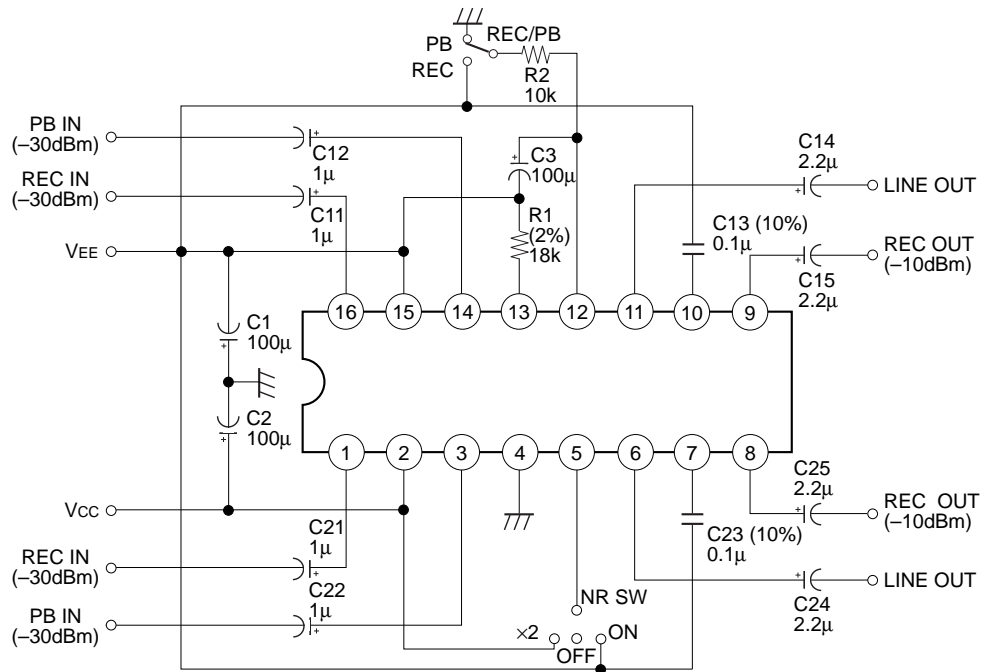 PB
REC/PB
REC
R2
10k
PB IN
(–30dBm)
C12
1μ
C3
100μ
C14
2.2μ
REC IN
(–30dBm)
C11
1μ
LINE OUT
R1
(2%)
18k
C13 (10%)
0.1μ
VEE
REC OUT
(–10dBm)
C15
2.2μ
16
15
14
13
12
11
10
9
C1
100μ
C2
100μ
1
2
3
4
5
6
7
8
VCC
C25
2.2μ
REC OUT
(–10dBm)
C21
1μ
C23 (10%)
0.1μ
REC IN
(–30dBm)
C22
1μ
LINE OUT
C24
2.2μ
NR SW
PB IN
(–30dBm)
×2
ON
OFF